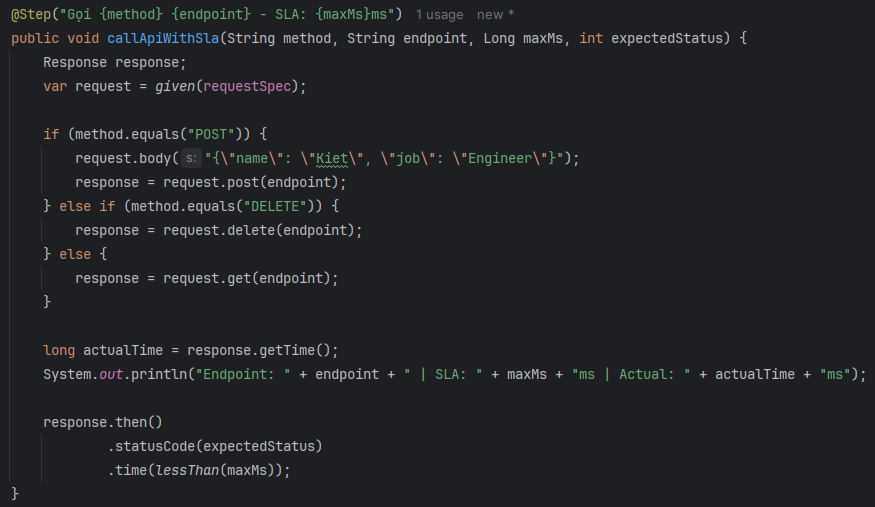 @Step("Gọi {method} {endpoint} - SLA: {maxMs}ms") 1 usage new *
public void callApiWithSla(String method, String endpoint, Long maxMs, int expectedStatus) {
Response response;
var request = given(requestSpec);
if (method.equals("POST")) {
request.body( s: "{\"name\": \"Kiet\", \"job\": \"Engineer\"}");
response = request.post(endpoint);
} else if (method.equals("DELETE")) {
response = request.delete(endpoint);
} else {
response = request.get(endpoint);
}
long actualTime = response.getTime();
System.out.println("Endpoint: " + endpoint + " | SLA: " + maxMs + "ms | Actual: " + actualTime + "ms");
response.then()
.statusCode(expectedStatus)
.time(lessThan(maxMs));
}